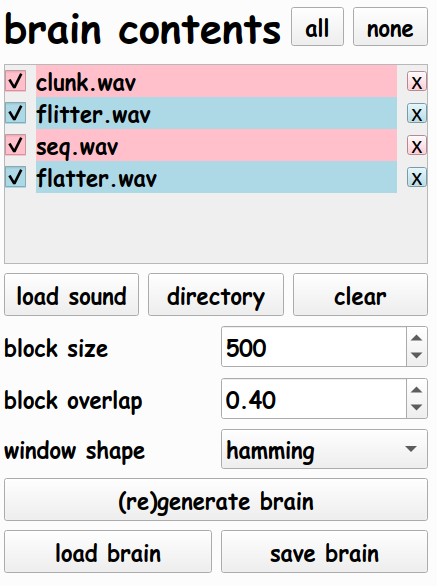 brain contents all none
clunk.wav x
flitter.wav x
seq.wav x
flatter.wav x
load sound directory clear
block size 500
block overlap 0.40
window shape hamming
(re)generate brain
load brain save brain